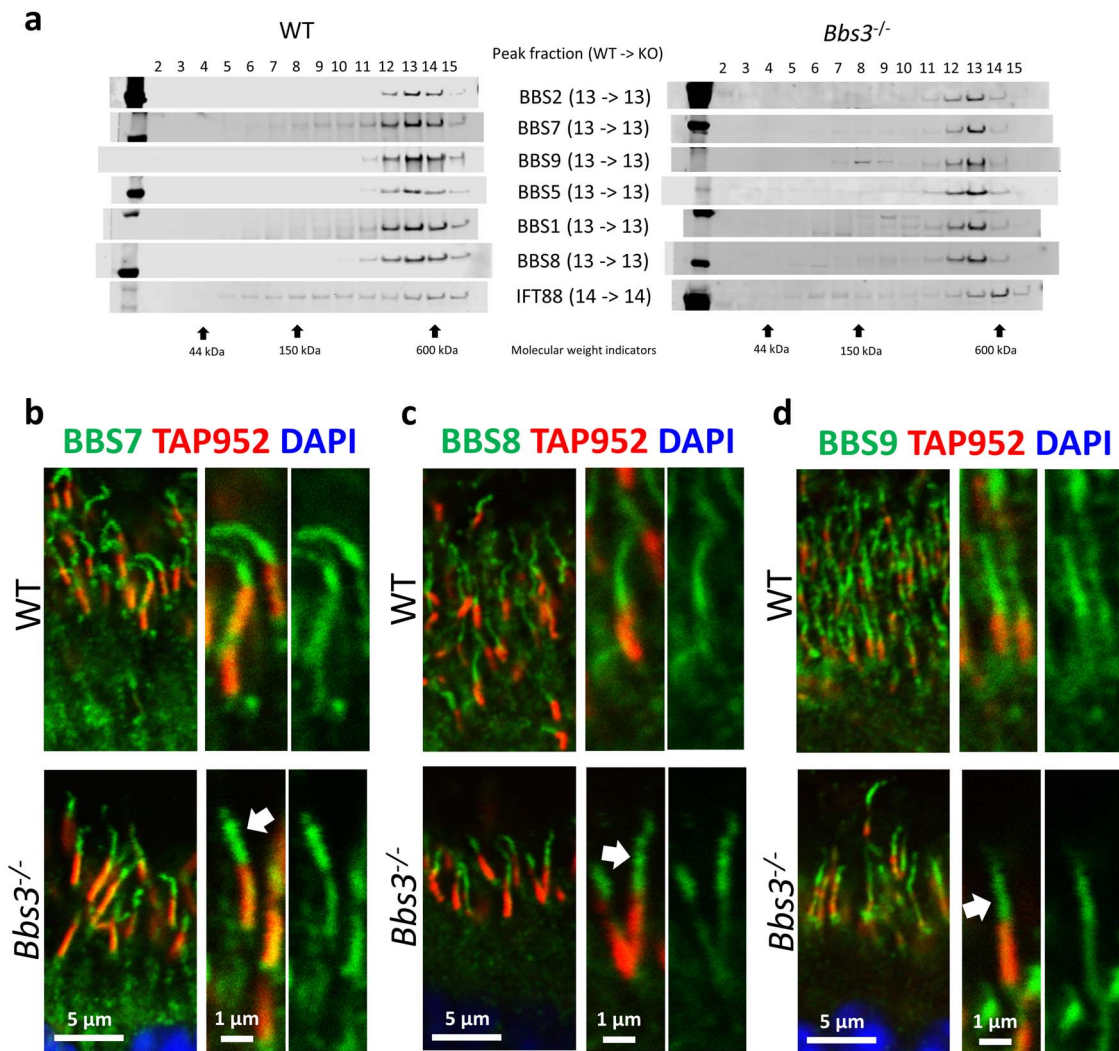 a
WT
Peak fraction (WT -> KO)
Bbs3-/-
2 3 4 5 6 7 8 9 10 11 12 13 14 15
2 3 4 5 6 7 8 9 10 11 12 13 14 15
BBS2 (13 -> 13)
BBS7 (13 -> 13)
BBS9 (13 -> 13)
BBS5 (13 -> 13)
BBS1 (13 -> 13)
BBS8 (13 -> 13)
IFT88 (14 -> 14)
44 kDa 150 kDa 600 kDa
Molecular weight indicators
44 kDa 150 kDa 600 kDa
b
BBS7 TAP952 DAPI
WT
Bbs3-/-
5 µm 1 µm
c
BBS8 TAP952 DAPI
WT
Bbs3-/-
5 µm 1 µm
d
BBS9 TAP952 DAPI
WT
Bbs3-/-
5 µm 1 µm